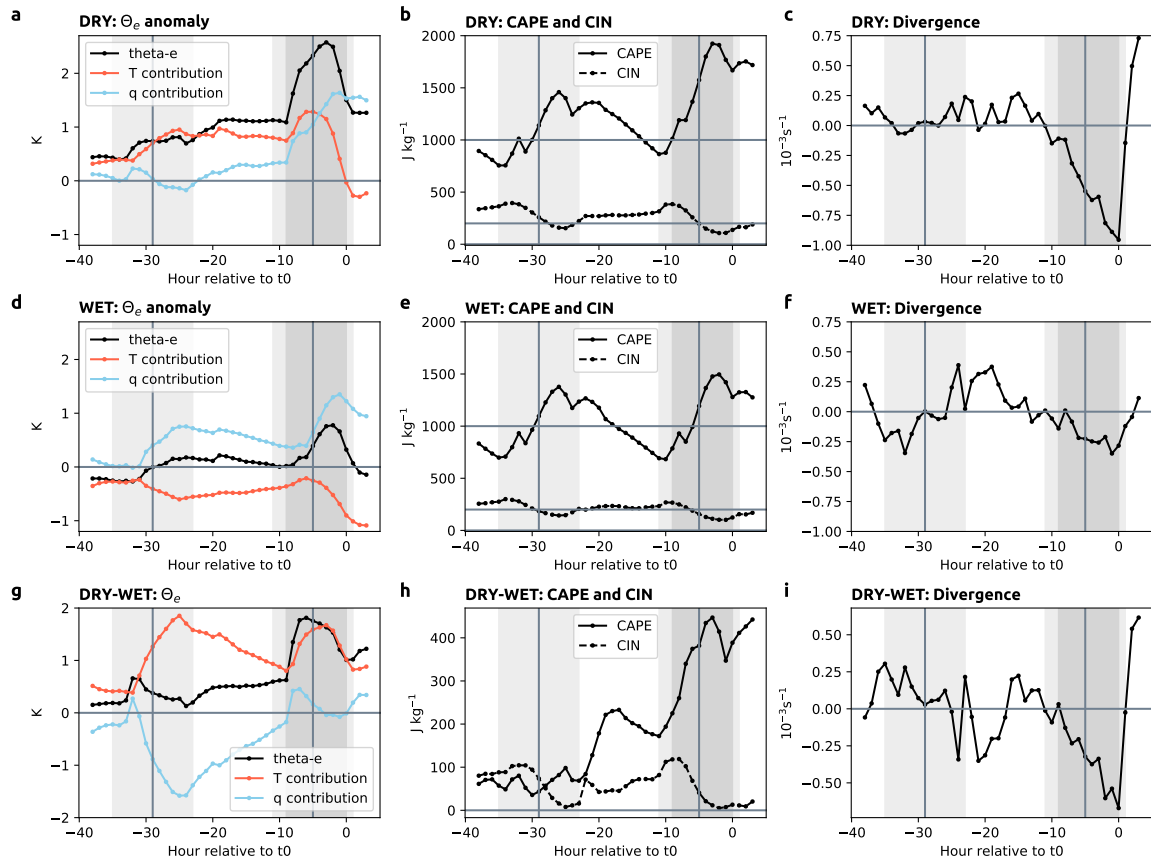 a DRY: Θe anomaly
theta-e
T contribution
q contribution
K
2
1
0
−1
−40 −30 −20 −10 0
Hour relative to t0
b DRY: CAPE and CIN
CAPE
CIN
J kg⁻¹
2000
1500
1000
500
0
−40 −30 −20 −10 0
Hour relative to t0
c DRY: Divergence
10⁻³s⁻¹
0.75
0.50
0.25
0.00
−0.25
−0.50
−0.75
−1.00
−40 −30 −20 −10 0
Hour relative to t0
d WET: Θe anomaly
theta-e
T contribution
q contribution
K
2
1
0
−1
−40 −30 −20 −10 0
Hour relative to t0
e WET: CAPE and CIN
CAPE
CIN
J kg⁻¹
2000
1500
1000
500
0
−40 −30 −20 −10 0
Hour relative to t0
f WET: Divergence
10⁻³s⁻¹
0.75
0.50
0.25
0.00
−0.25
−0.50
−0.75
−1.00
−40 −30 −20 −10 0
Hour relative to t0
g DRY-WET: Θe
theta-e
T contribution
q contribution
K
2
1
0
−1
−2
−40 −30 −20 −10 0
Hour relative to t0
h DRY-WET: CAPE and CIN
CAPE
CIN
J kg⁻¹
400
300
200
100
0
−40 −30 −20 −10 0
Hour relative to t0
i DRY-WET: Divergence
10⁻³s⁻¹
0.50
0.25
0.00
−0.25
−0.50
−40 −30 −20 −10 0
Hour relative to t0